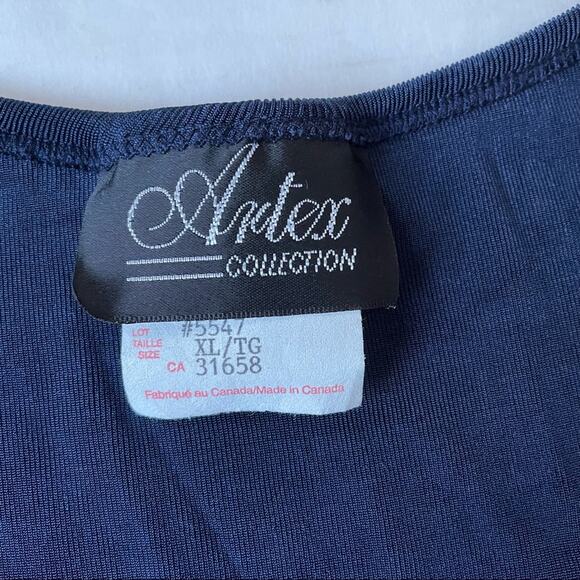 Artex
COLLECTION
LOT #5547
TAILLE XL/TG
SIZE
CA 31658
Fabriqué au Canada/Made in Canada